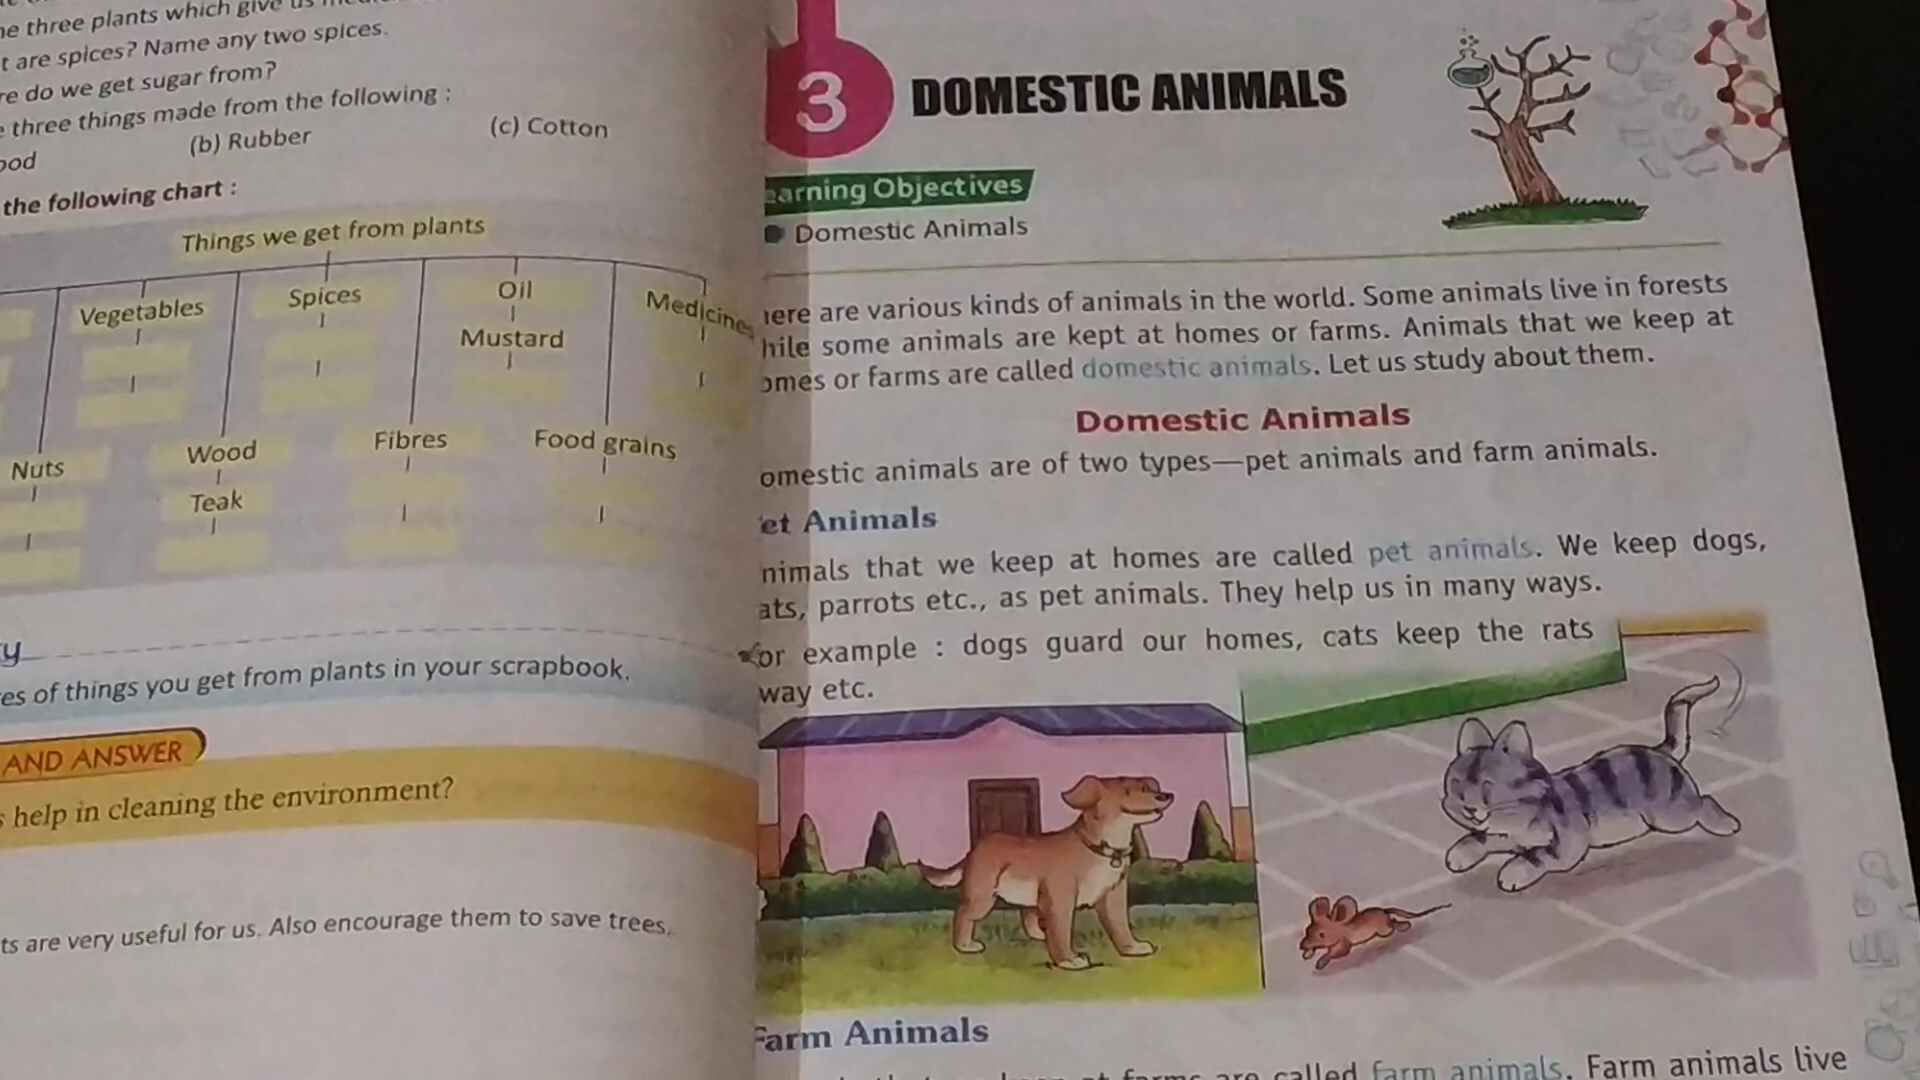 three plants which give us
are spices? Name any two spices.
do we get sugar from?
three things made from the following :
(b) Rubber
(c) Cotton
the following chart :
Things we get from plants
Vegetables
Spices
Oil
Medicines
Mustard
Nuts
Wood
Fibres
Food grains
Teak
of things you get from plants in your scrapbook.
AND ANSWER
help in cleaning the environment?
are very useful for us. Also encourage them to save trees.
3
DOMESTIC ANIMALS
earning Objectives
Domestic Animals
here are various kinds of animals in the world. Some animals live in forests
hile some animals are kept at homes or farms. Animals that we keep at
omes or farms are called domestic animals. Let us study about them.
Domestic Animals
omestic animals are of two types—pet animals and farm animals.
et Animals
nimals that we keep at homes are called pet animals. We keep dogs,
ats, parrots etc., as pet animals. They help us in many ways.
or example : dogs guard our homes, cats keep the rats
way etc.
Farm Animals
are called farm animals. Farm animals live